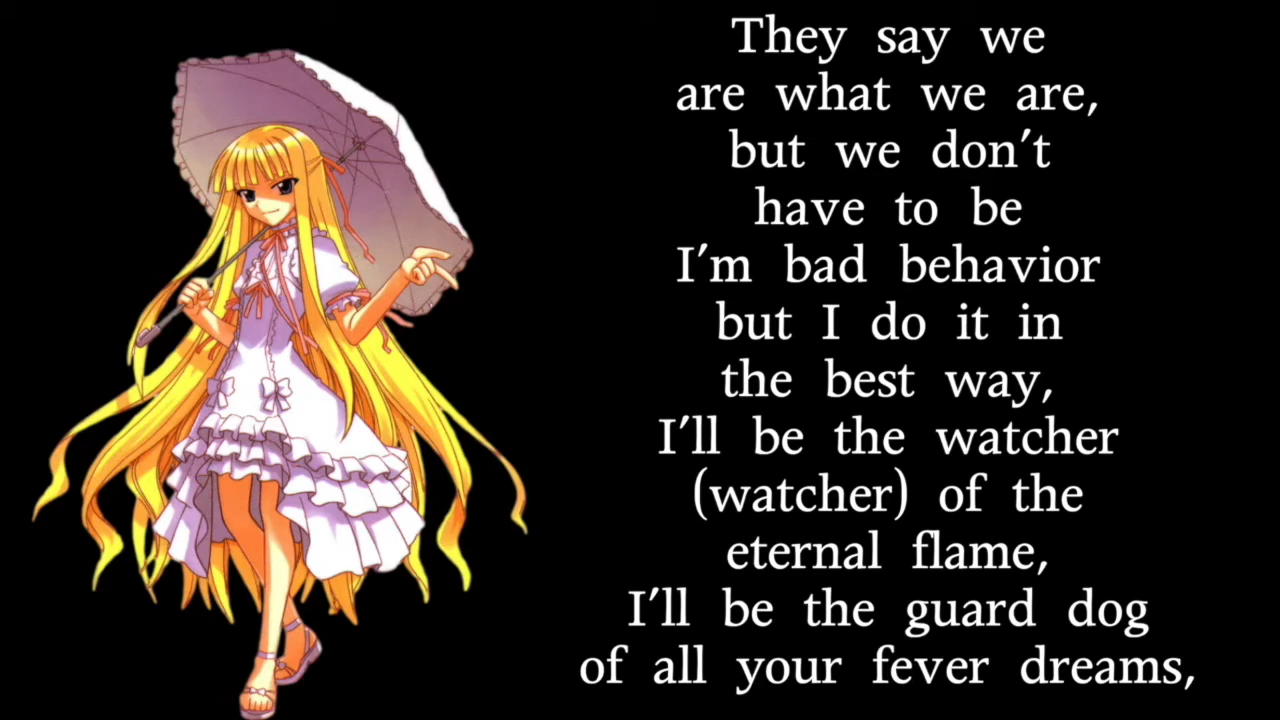 They say we
are what we are,
but we don't
have to be
I'm bad behavior
but I do it in
the best way,
I'll be the watcher
(watcher) of the
eternal flame,
I'll be the guard dog
of all your fever dreams,